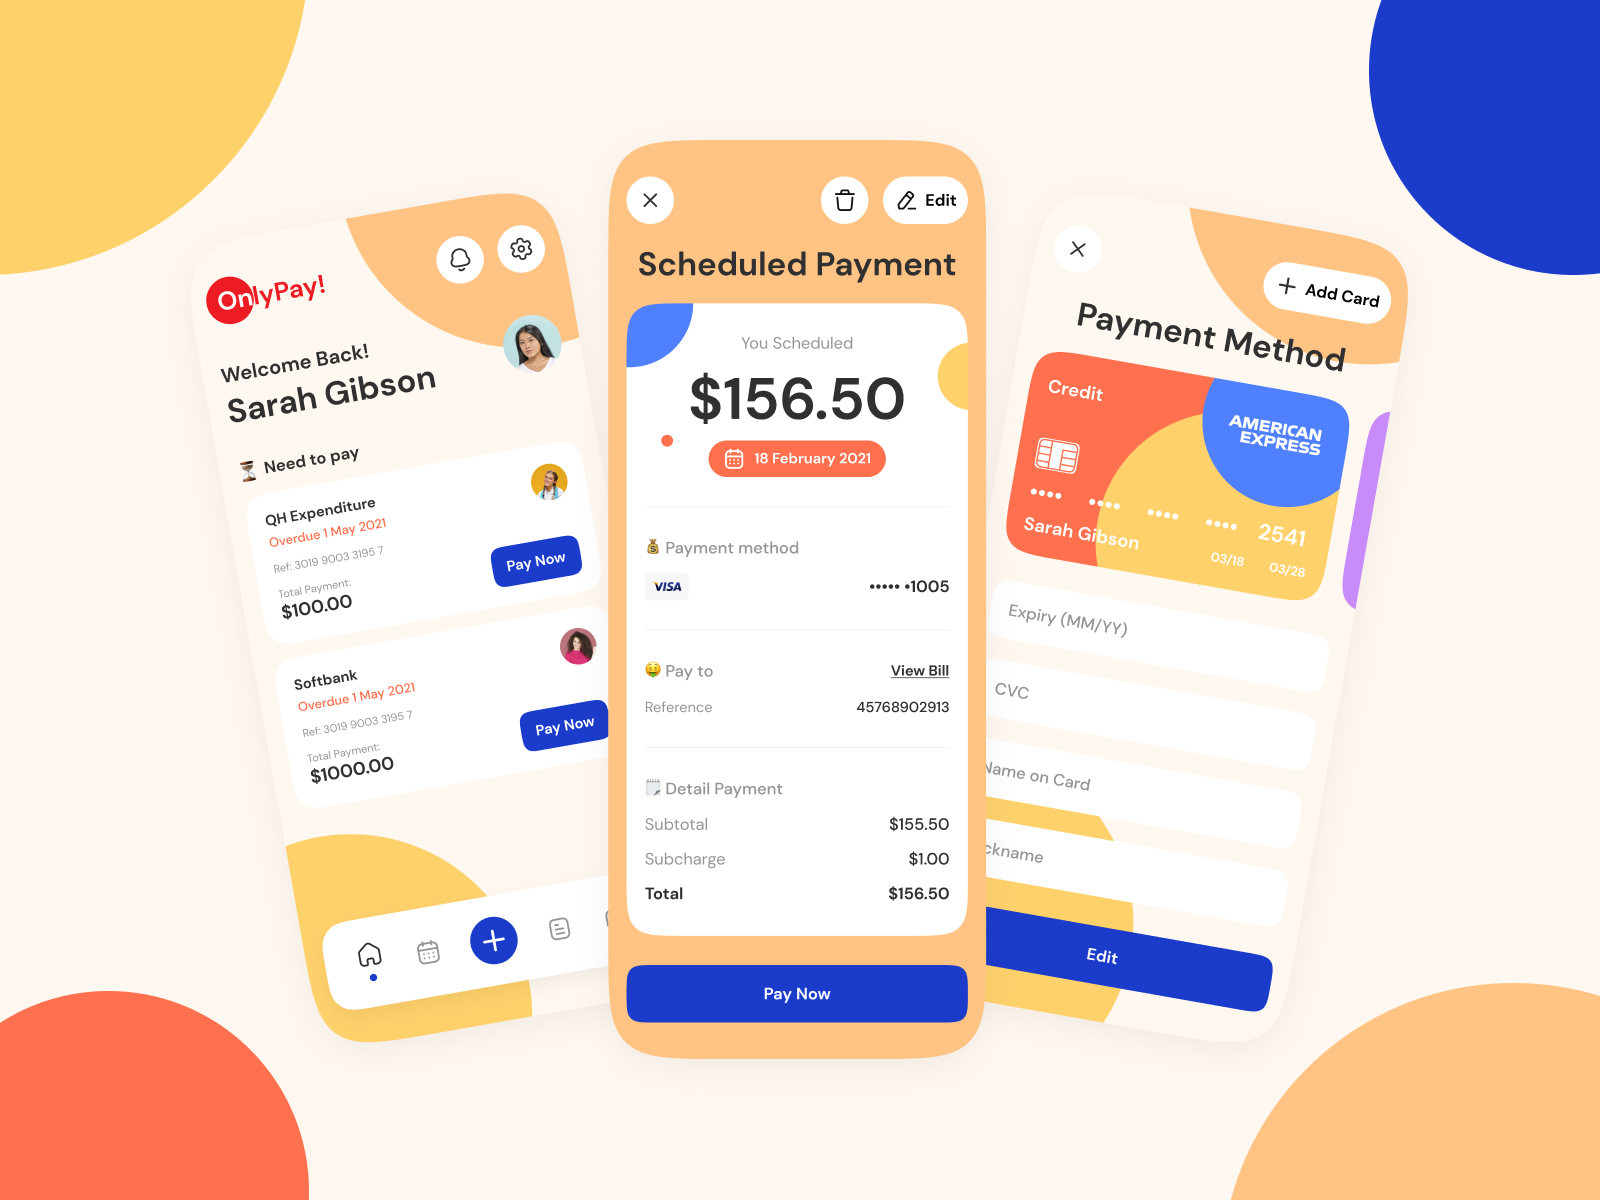 OnlyPay!
Welcome Back!
Sarah Gibson
Need to pay
QH Expenditure
Overdue 1 May 2021
Ref: 3019 9003 3195 7
Total Payment:
$100.00
Pay Now
Softbank
Overdue 1 May 2021
Ref: 3019 9003 3195 7
Total Payment:
$1000.00
Pay Now
Edit
Scheduled Payment
You Scheduled
$156.50
18 February 2021
Payment method
VISA
••••• •1005
Pay to
View Bill
Reference
45768902913
Detail Payment
Subtotal
$155.50
Subcharge
$1.00
Total
$156.50
Pay Now
Add Card
Payment Method
Credit
AMERICAN
EXPRESS
•••• •••• •••• •••• 2541
Sarah Gibson
03/18 03/28
Expiry (MM/YY)
CVC
Name on Card
ckname
Edit